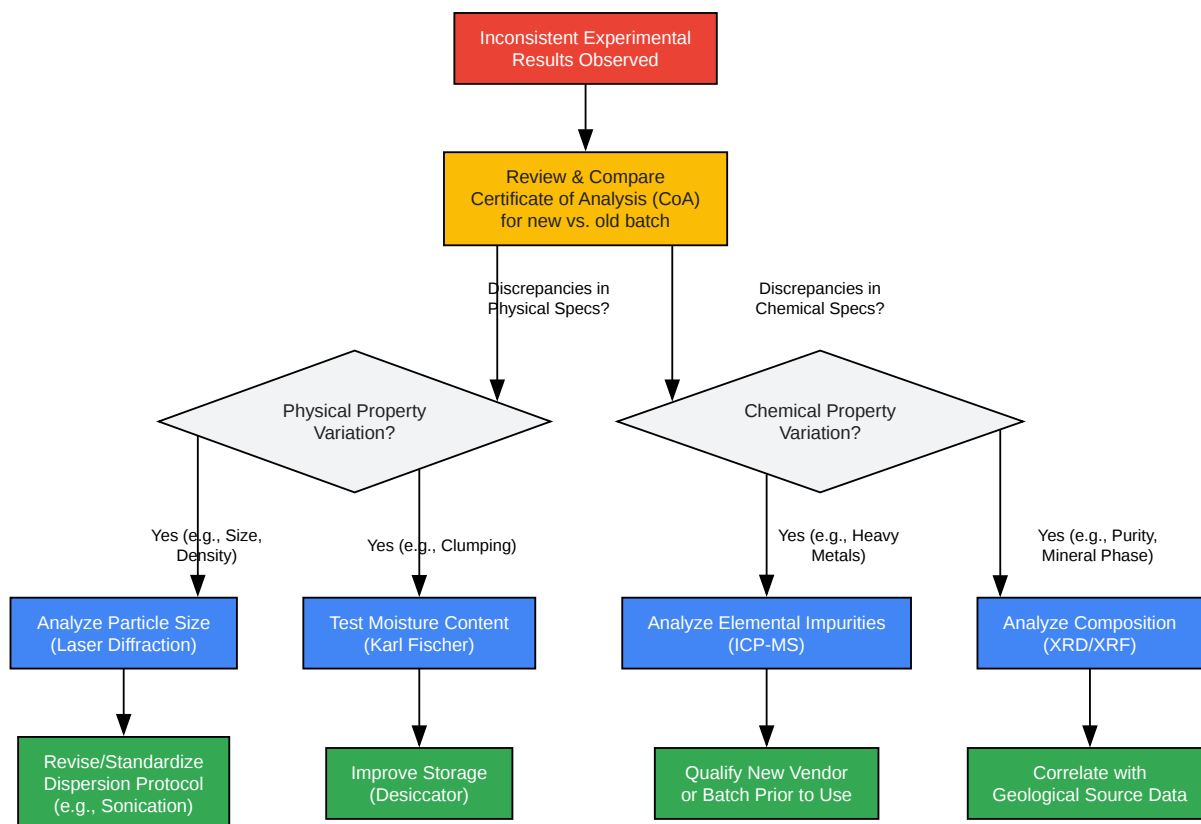 Inconsistent Experimental
Results Observed
Review & Compare
Certificate of Analysis (CoA)
for new vs. old batch
Discrepancies in
Physical Specs?
Discrepancies in
Chemical Specs?
Physical Property
Variation?
Chemical Property
Variation?
Yes (e.g., Size,
Density)
Yes (e.g., Clumping)
Yes (e.g., Heavy
Metals)
Yes (e.g., Purity,
Mineral Phase)
Analyze Particle Size
(Laser Diffraction)
Test Moisture Content
(Karl Fischer)
Analyze Elemental Impurities
(ICP-MS)
Analyze Composition
(XRD/XRF)
Revise/Standardize
Dispersion Protocol
(e.g., Sonication)
Improve Storage
(Desiccator)
Qualify New Vendor
or Batch Prior to Use
Correlate with
Geological Source Data